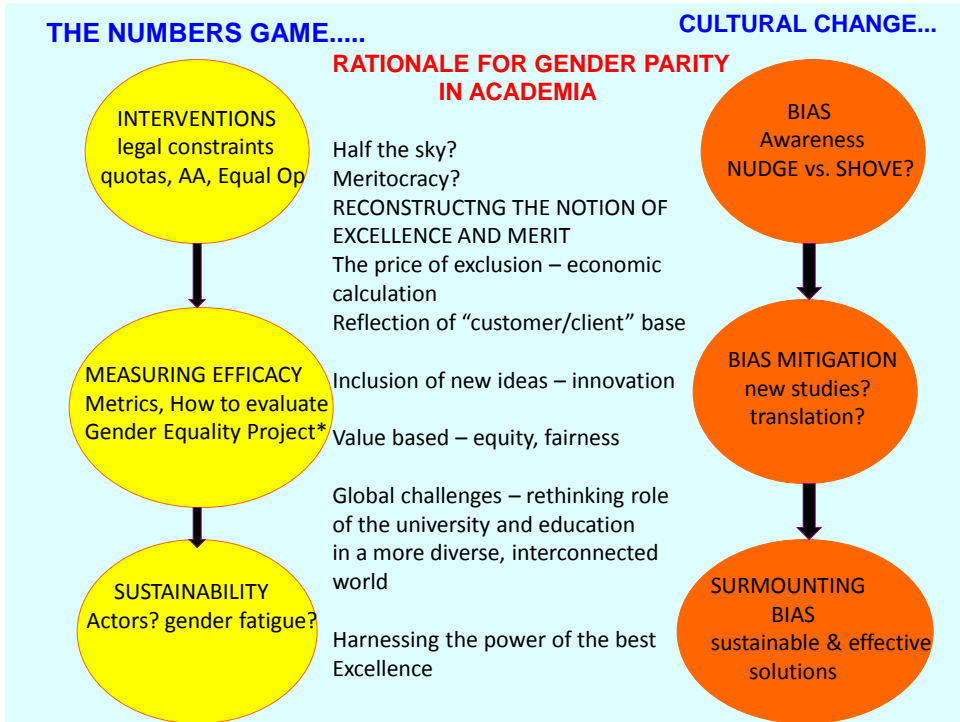 THE NUMBERS GAME.....
CULTURAL CHANGE...
RATIONALE FOR GENDER PARITY
IN ACADEMIA
INTERVENTIONS
legal constraints
quotas, AA, Equal Op
MEASURING EFFICACY
Metrics, How to evaluate
Gender Equality Project*
SUSTAINABILITY
Actors? gender fatigue?
Half the sky?
Meritocracy?
RECONSTRUCTNG THE NOTION OF
EXCELLENCE AND MERIT
The price of exclusion – economic
calculation
Reflection of “customer/client” base
Inclusion of new ideas – innovation
Value based – equity, fairness
Global challenges – rethinking role
of the university and education
in a more diverse, interconnected
world
Harnessing the power of the best
Excellence
BIAS
Awareness
NUDGE vs. SHOVE?
BIAS MITIGATION
new studies?
translation?
SURMOUNTING
BIAS
sustainable & effective
solutions